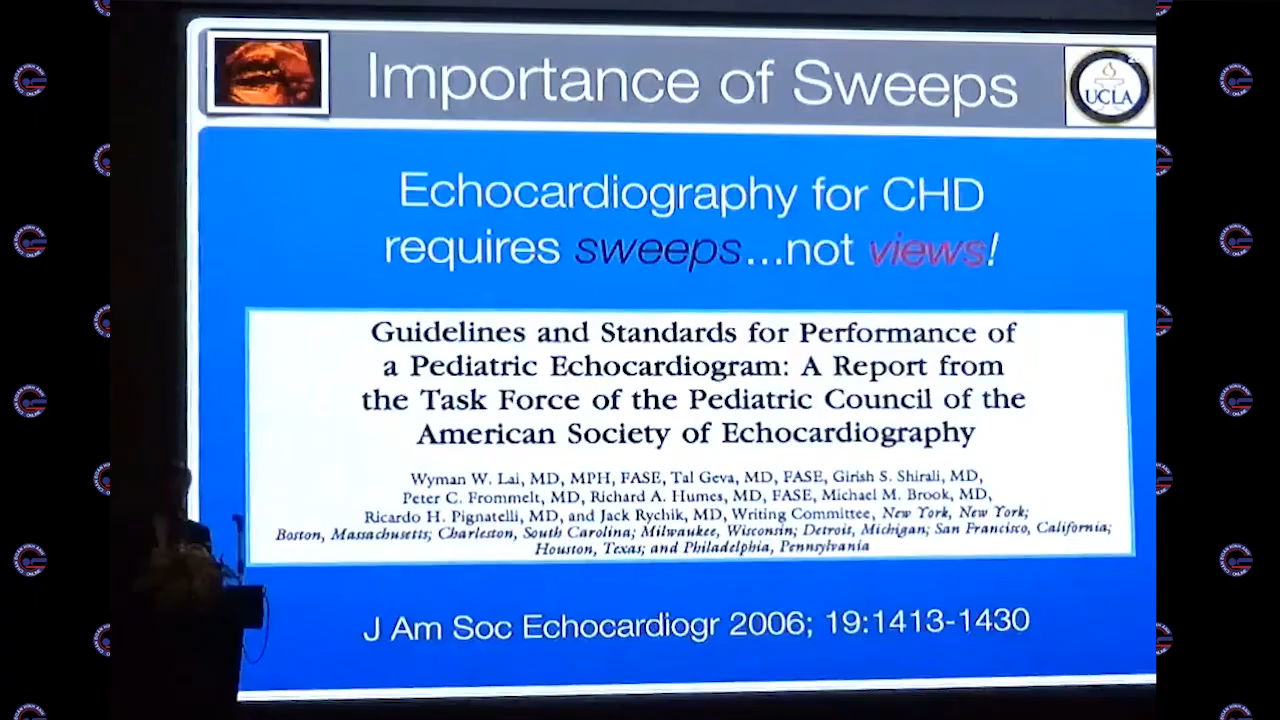 Importance of Sweeps
UCLA
Echocardiography for CHD
requires sweeps...not views!
Guidelines and Standards for Performance of
a Pediatric Echocardiogram: A Report from
the Task Force of the Pediatric Council of the
American Society of Echocardiography
Wyman W. Lai, MD, MPH, FASE, Tal Geva, MD, FASE, Girish S. Shirali, MD,
Peter C. Frommelt, MD, Richard A. Humes, MD, FASE, Michael M. Brook, MD,
Ricardo H. Pignatelli, MD, and Jack Rychik, MD, Writing Committee, New York, New York;
Boston, Massachusetts; Charleston, South Carolina; Milwaukee, Wisconsin; Detroit, Michigan; San Francisco, California;
Houston, Texas; and Philadelphia, Pennsylvania
J Am Soc Echocardiogr 2006; 19:1413-1430